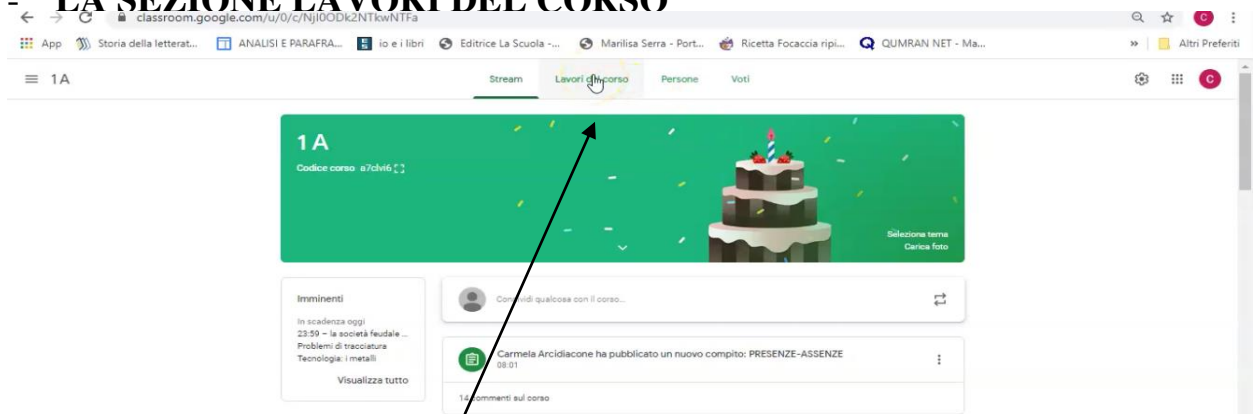 - LA SEZIONE LAVORI DEL CORSO
classroom.google.com/u/0/c/NjI0ODk2NTkwNTFa
App Storia della letterat... ANALISI E PARAFRA... io e i libri Editrice La Scuola -... Marilisa Serra - Port... Ricetta Focaccia ripi... QUMRAN NET - Ma... » Altri Preferiti
1 A Stream Lavori del corso Persone Voti C
1 A
Codice corso a7clvi6
Seleziona tema
Carica foto
Imminenti
In scadenza oggi
23:59 – la società feudale ...
Problemi di tracciatura
Tecnologia: i metalli
Visualizza tutto
Condividi qualcosa con il corso...
Carmela Arcidiacone ha pubblicato un nuovo compito: PRESENZE-ASSENZE
08:01
14 commenti sul corso